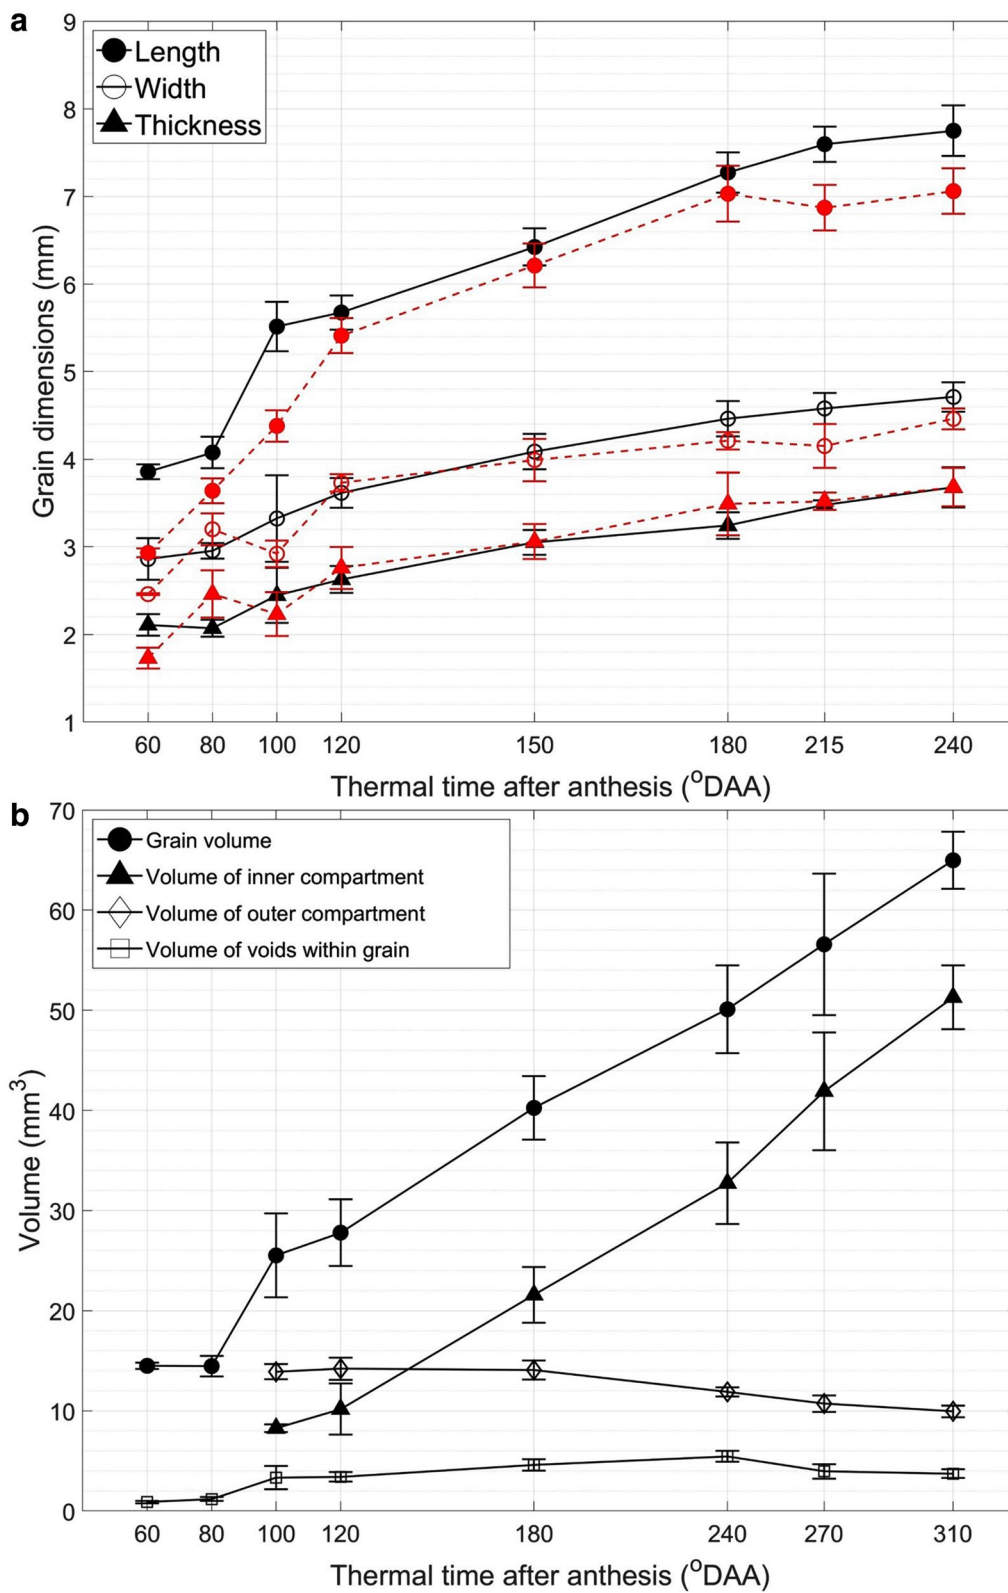 a
9
8
7
6
5
4
3
2
1
Grain dimensions (mm)
Length
Width
Thickness
60 80 100 120 150 180 215 240
Thermal time after anthesis (ᴼDAA)
b
70
60
50
40
30
20
10
0
Volume (mm³)
Grain volume
Volume of inner compartment
Volume of outer compartment
Volume of voids within grain
60 80 100 120 180 240 270 310
Thermal time after anthesis (ᴼDAA)